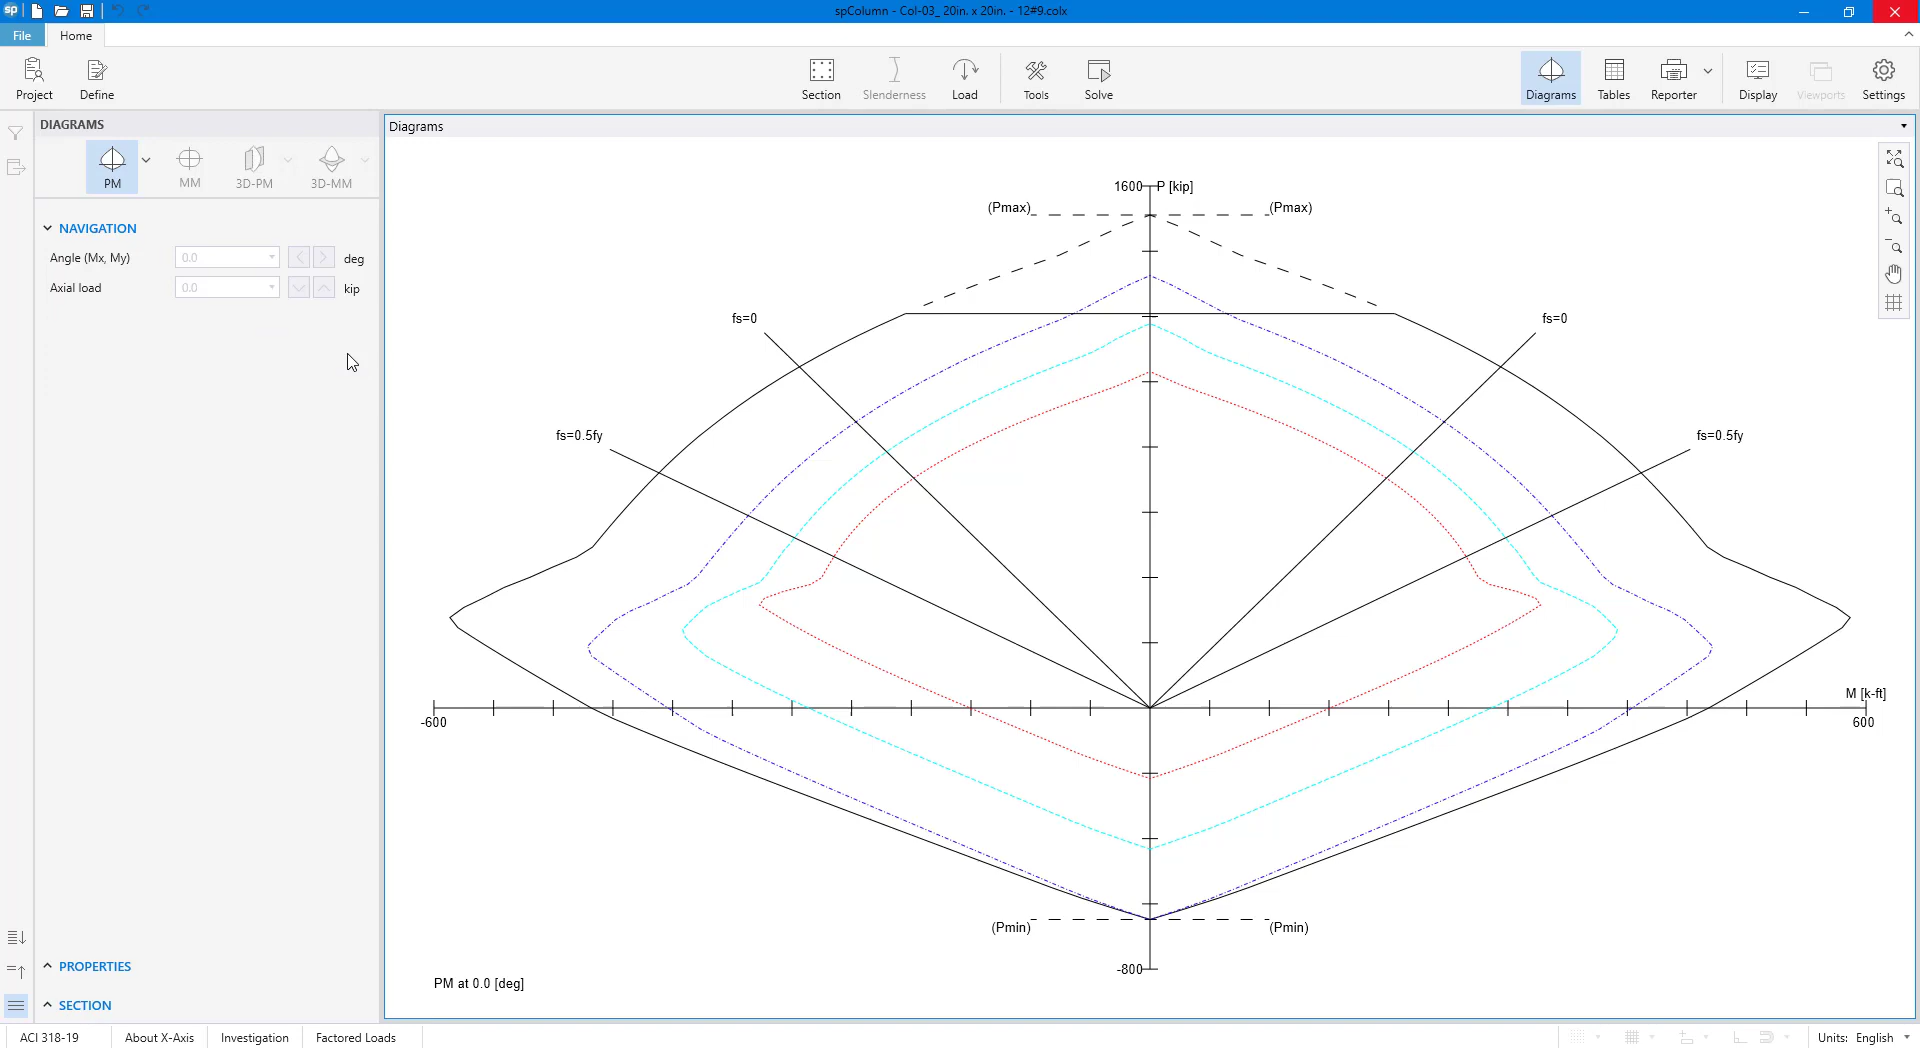 sp
spColumn - Col-03_ 20in. x 20in. - 12#9.colx
File
Home
Project
Define
Section
Slenderness
Load
Tools
Solve
Diagrams
Tables
Reporter
Display
Viewports
Settings
DIAGRAMS
PM
MM
3D-PM
3D-MM
NAVIGATION
Angle (Mx, My)
0.0
deg
Axial load
0.0
kip
PROPERTIES
SECTION
Diagrams
1600
P [kip]
(Pmax)
(Pmax)
fs=0
fs=0
fs=0.5fy
fs=0.5fy
M [k-ft]
-600
600
(Pmin)
(Pmin)
-800
PM at 0.0 [deg]
ACI 318-19
About X-Axis
Investigation
Factored Loads
Units: English